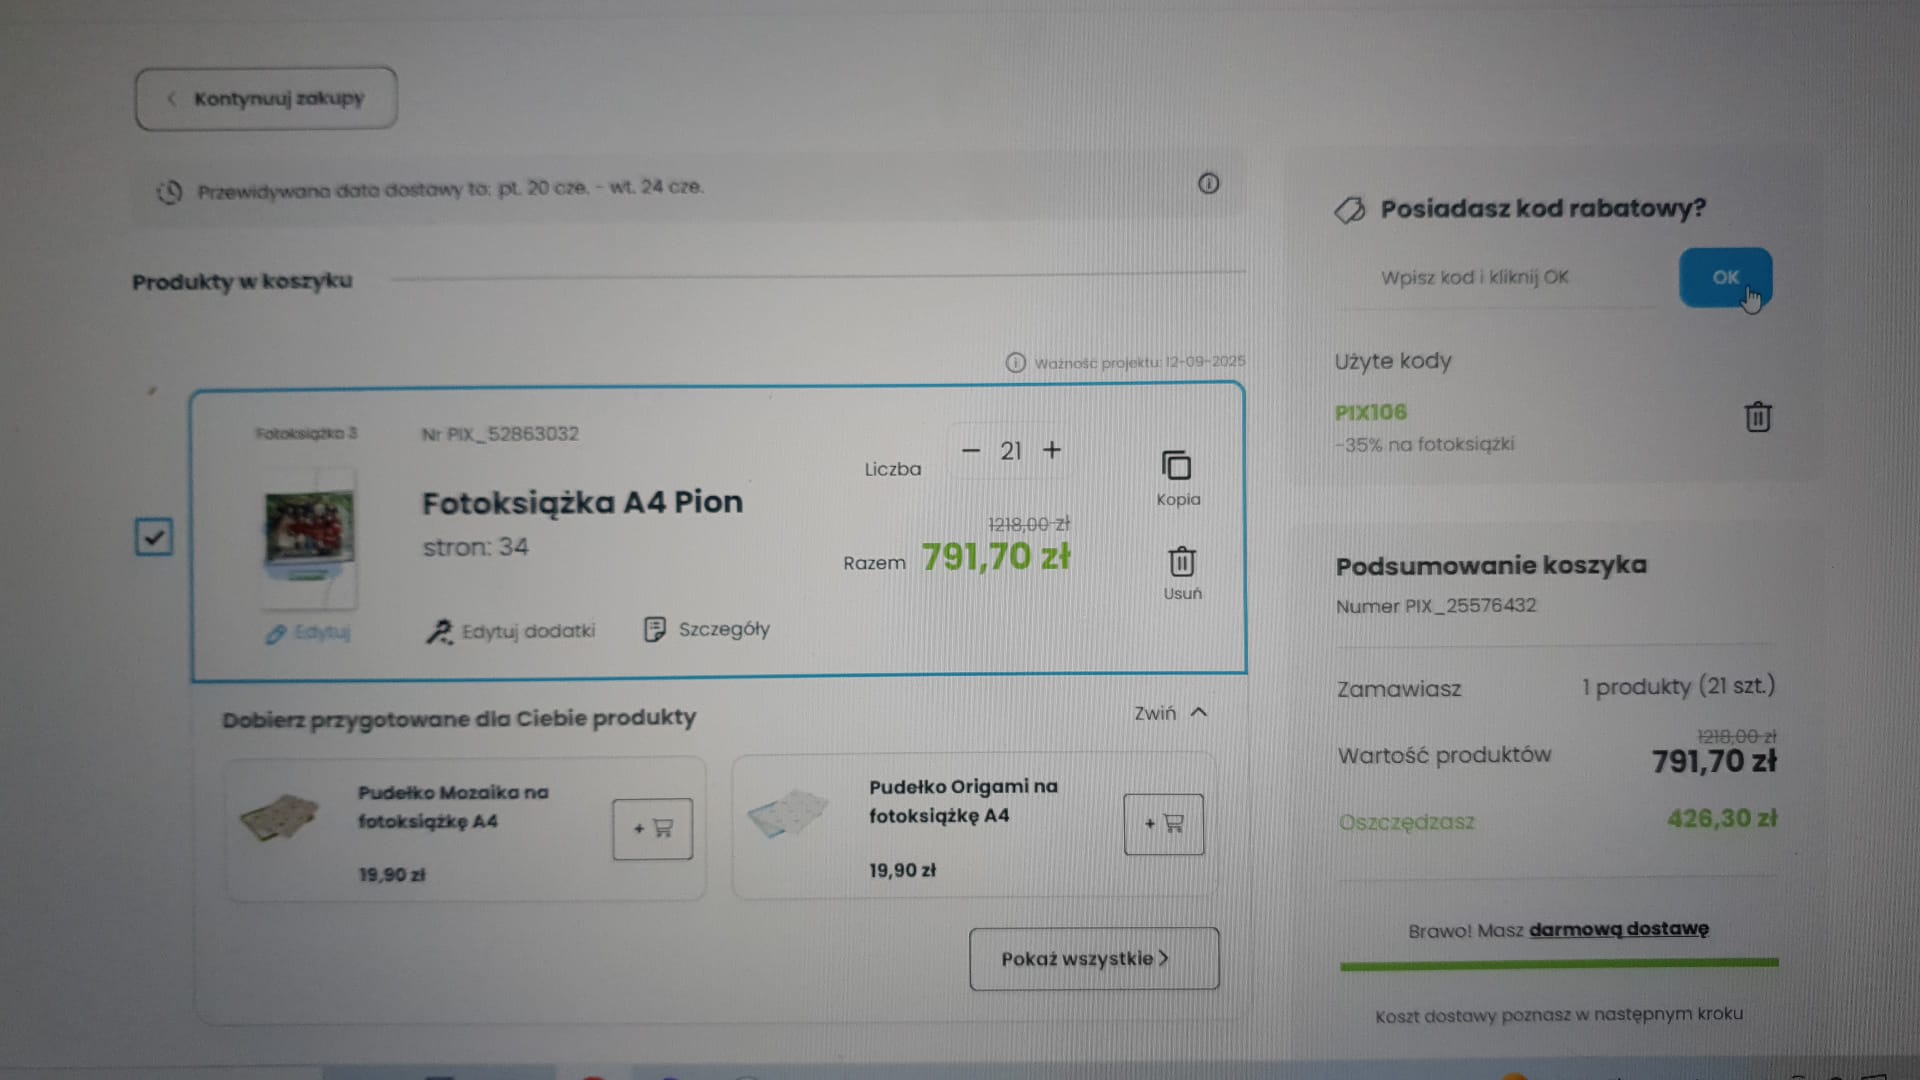 Kontynuuj zakupy
Przewidywana data dostawy to: pt. 20 cze. - wt. 24 cze.
Produkty w koszyku
Ważność projektu: 12-09-2025
Fotoksiążka 3
Nr PIX_52863032
Fotoksiążka A4 Pion
stron: 34
Edytuj
Edytuj dodatki
Szczegóły
Liczba
— 21 +
1218,00 zł
Razem 791,70 zł
Kopia
Usuń
Dobierz przygotowane dla Ciebie produkty
Zwiń
Pudełko Mozaika na
fotoksiążkę A4
19,90 zł
+
Pudełko Origami na
fotoksiążkę A4
19,90 zł
+
Pokaż wszystkie >
Posiadasz kod rabatowy?
Wpisz kod i kliknij OK
OK
Użyte kody
PIX106
-35% na fotoksiążki
Podsumowanie koszyka
Numer PIX_25576432
Zamawiasz 1 produkty (21 szt.)
1218,00 zł
Wartość produktów 791,70 zł
Oszczędzasz 426,30 zł
Brawo! Masz darmową dostawę
Koszt dostawy poznasz w następnym kroku